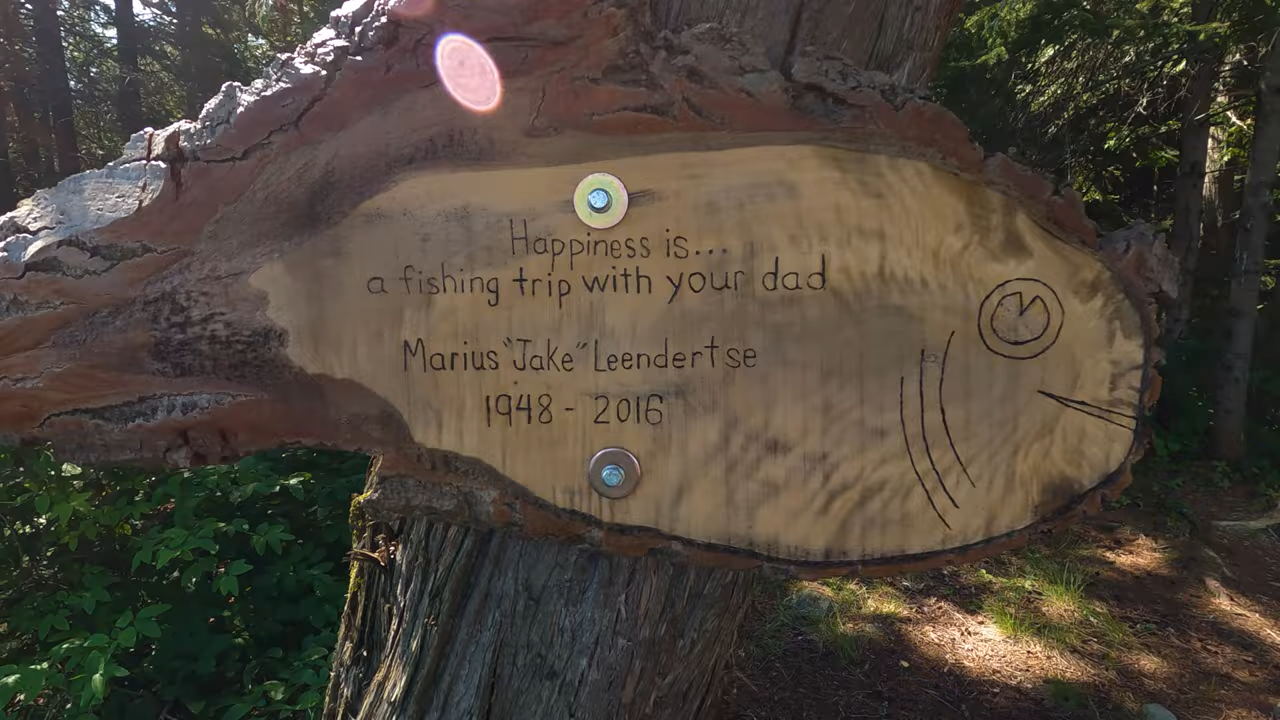 Happiness is...
a fishing trip with your dad
Marius "Jake" Leendertse
1948 - 2016